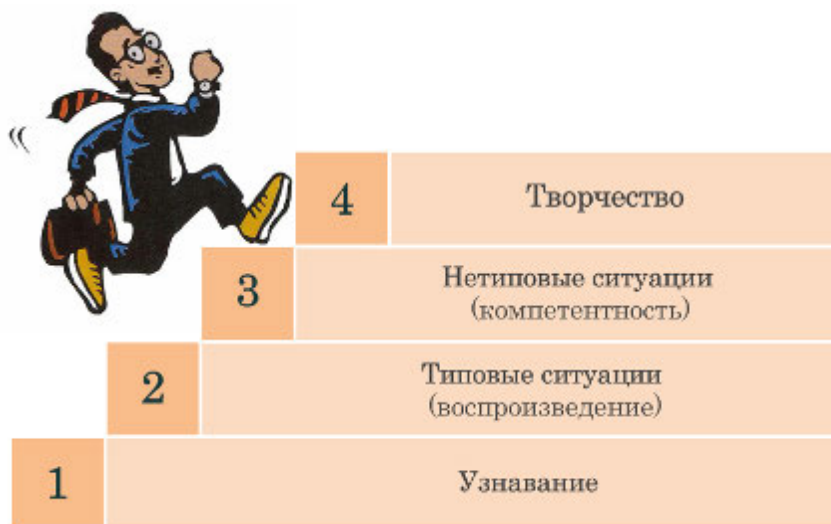 4
Творчество
3
Нетиповые ситуации
(компетентность)
2
Типовые ситуации
(воспроизведение)
1
Узнавание